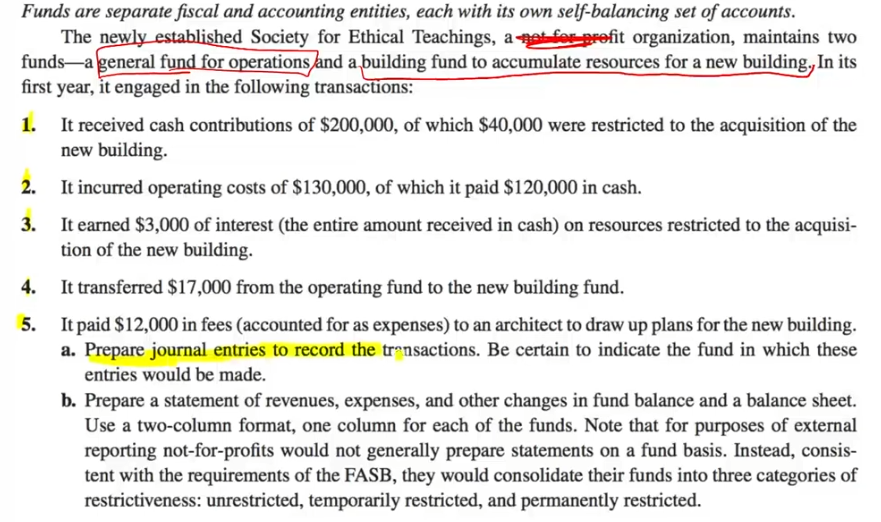 Funds are separate fiscal and accounting entities, each with its own self-balancing set of accounts.
The newly established Society for Ethical Teachings, a not-for-profit organization, maintains two
funds—a general fund for operations and a building fund to accumulate resources for a new building. In its
first year, it engaged in the following transactions:
1. It received cash contributions of $200,000, of which $40,000 were restricted to the acquisition of the
new building.
2. It incurred operating costs of $130,000, of which it paid $120,000 in cash.
3. It earned $3,000 of interest (the entire amount received in cash) on resources restricted to the acquisi-
tion of the new building.
4. It transferred $17,000 from the operating fund to the new building fund.
5. It paid $12,000 in fees (accounted for as expenses) to an architect to draw up plans for the new building.
a. Prepare journal entries to record the transactions. Be certain to indicate the fund in which these
entries would be made.
b. Prepare a statement of revenues, expenses, and other changes in fund balance and a balance sheet.
Use a two-column format, one column for each of the funds. Note that for purposes of external
reporting not-for-profits would not generally prepare statements on a fund basis. Instead, consis-
tent with the requirements of the FASB, they would consolidate their funds into three categories of
restrictiveness: unrestricted, temporarily restricted, and permanently restricted.